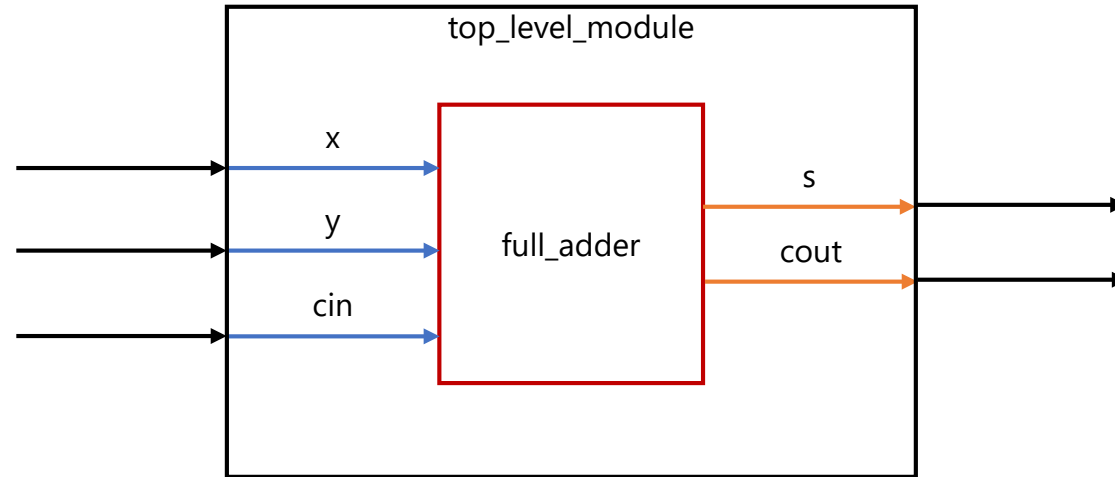 top_level_module
x
y
cin
full_adder
s
cout